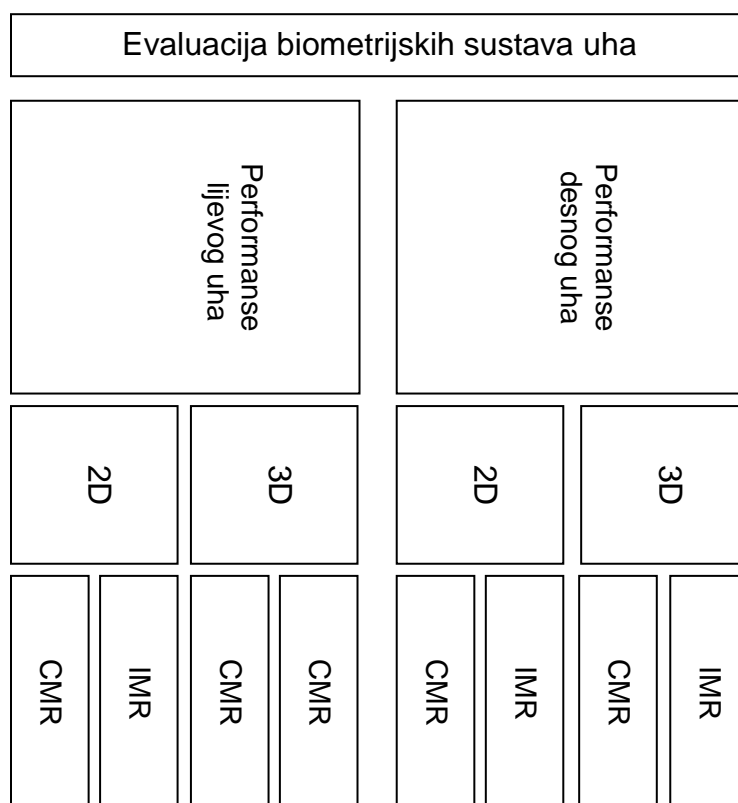 Evaluacija biometrijskih sustava uha
Performanse
lijevog uha
Performanse
desnog uha
2D
3D
2D
3D
CMR
IMR
CMR
CMR
CMR
IMR
CMR
IMR